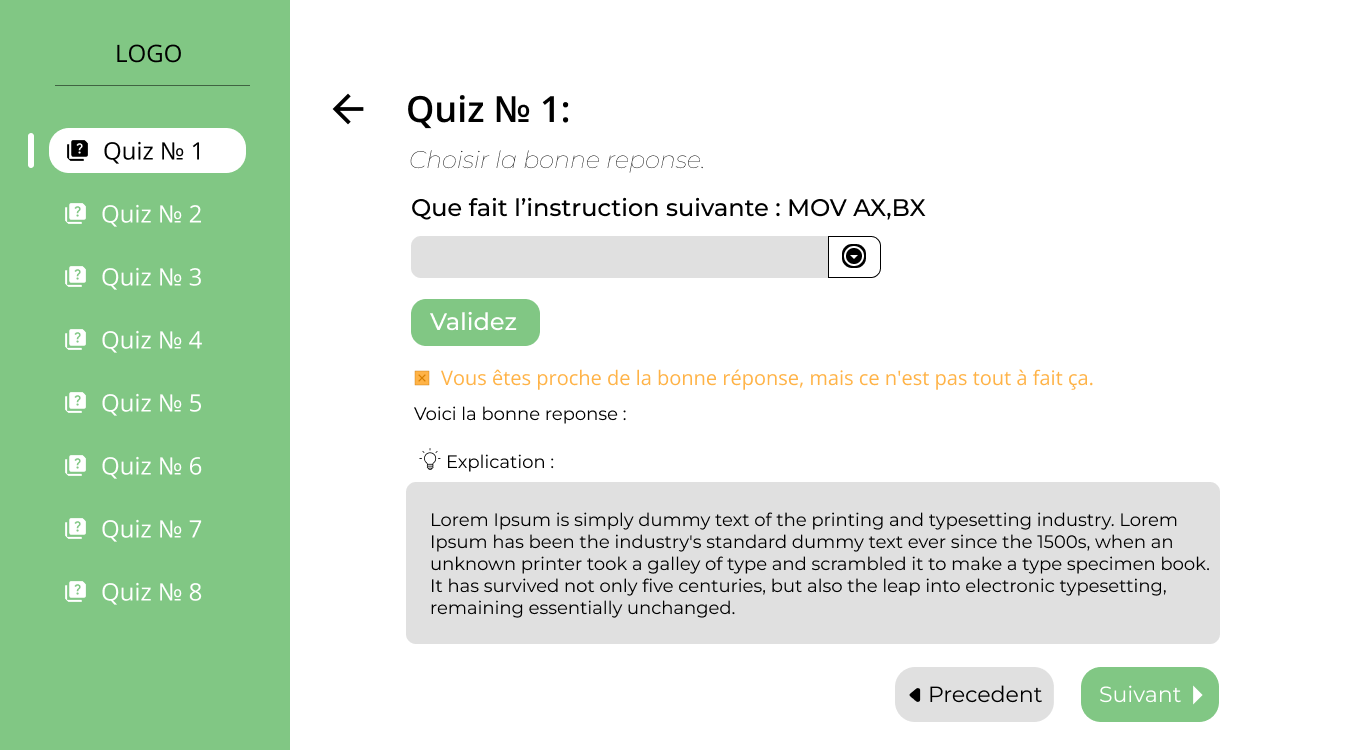 LOGO
Quiz № 1
Quiz № 2
Quiz № 3
Quiz № 4
Quiz № 5
Quiz № 6
Quiz № 7
Quiz № 8
Quiz № 1:
Choisir la bonne reponse.
Que fait l’instruction suivante : MOV AX,BX
Validez
Vous êtes proche de la bonne réponse, mais ce n'est pas tout à fait ça.
Voici la bonne reponse :
Explication :
Lorem Ipsum is simply dummy text of the printing and typesetting industry. Lorem
Ipsum has been the industry's standard dummy text ever since the 1500s, when an
unknown printer took a galley of type and scrambled it to make a type specimen book.
It has survived not only five centuries, but also the leap into electronic typesetting,
remaining essentially unchanged.
Precedent
Suivant